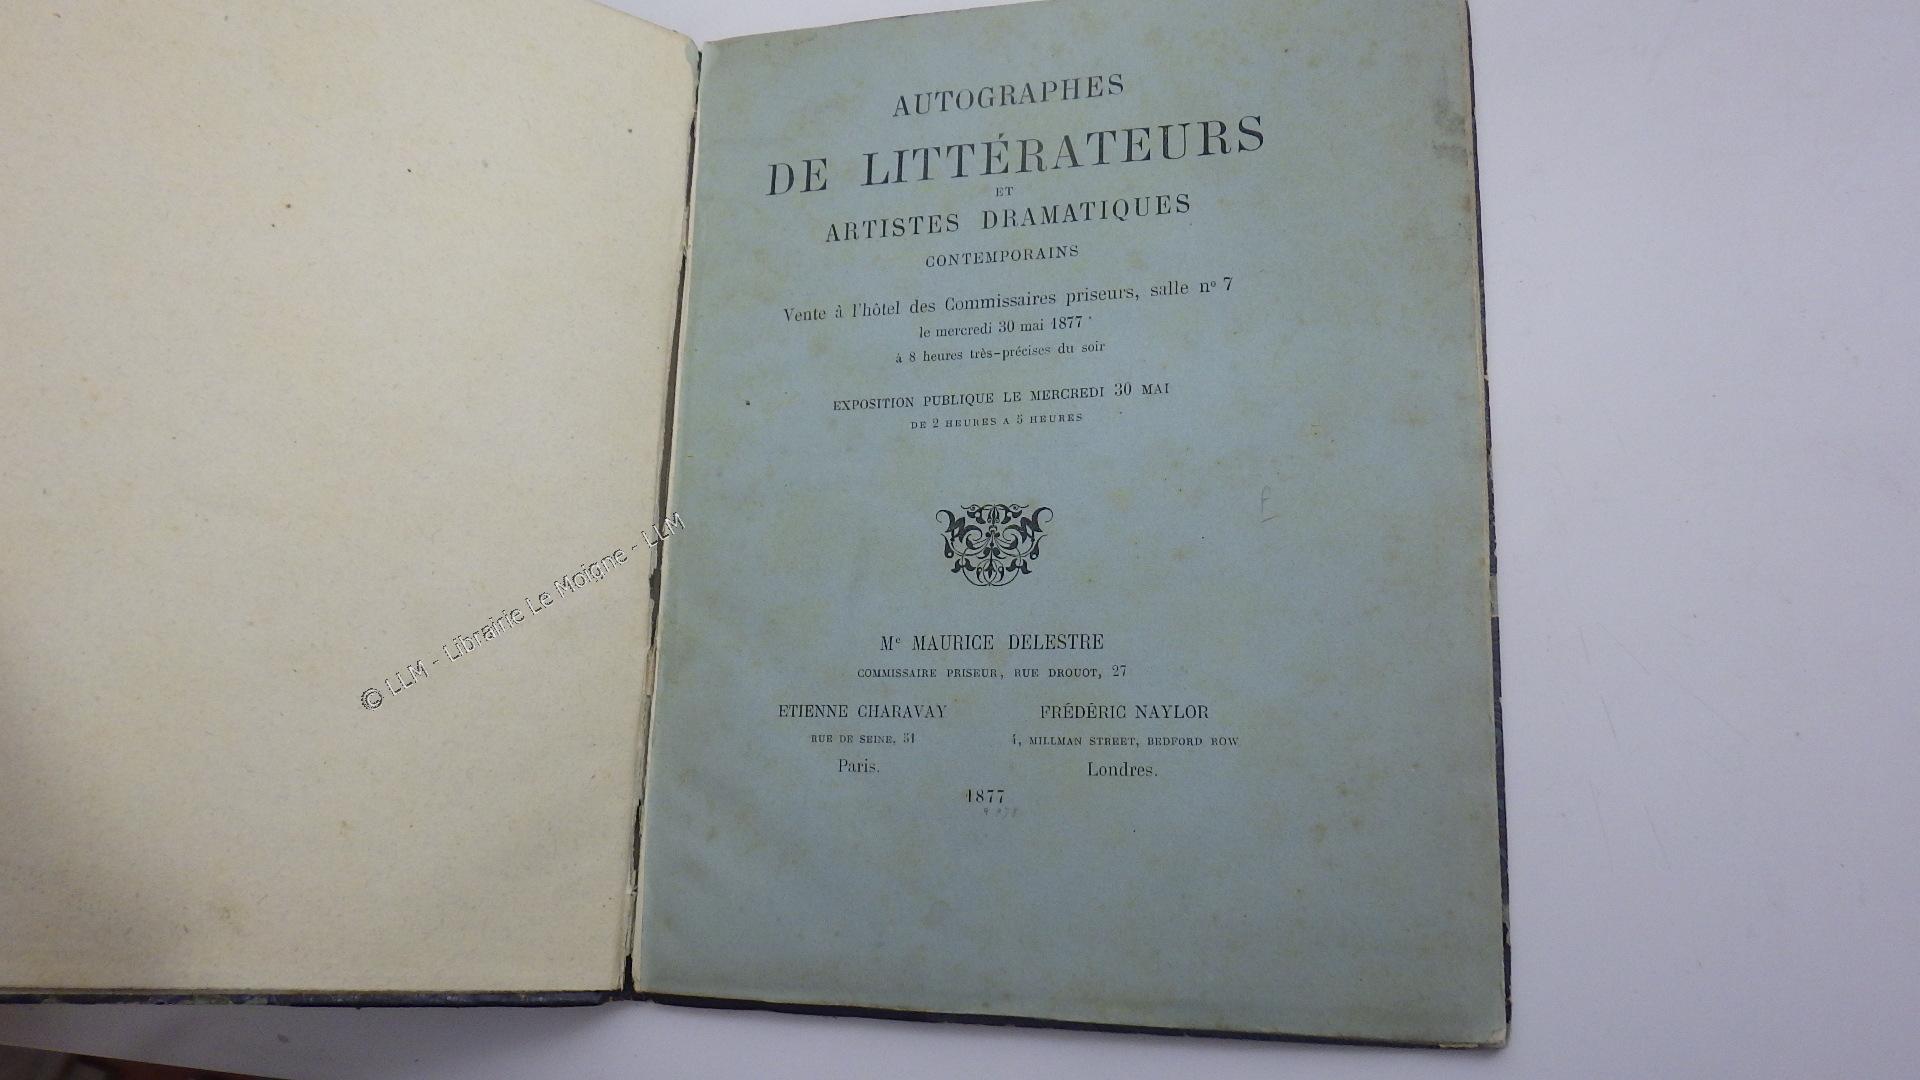 AUTOGRAPHES
DE LITTÉRATEURS
ET
ARTISTES DRAMATIQUES
CONTEMPORAINS
Vente à l'hôtel des Commissaires priseurs, salle nº 7
le mercredi 30 mai 1877
à 8 heures très-précises du soir
EXPOSITION PUBLIQUE LE MERCREDI 30 MAI
DE 2 HEURES A 5 HEURES
Mᵉ MAURICE DELESTRE
COMMISSAIRE PRISEUR, RUE DROUOT, 27
ETIENNE CHARAVAY
RUE DE SEINE, 51
Paris.
FRÉDÉRIC NAYLOR
4, MILLMAN STREET, BEDFORD ROW
Londres.
1877
© LLM - Librairie Le Moigne - LLM